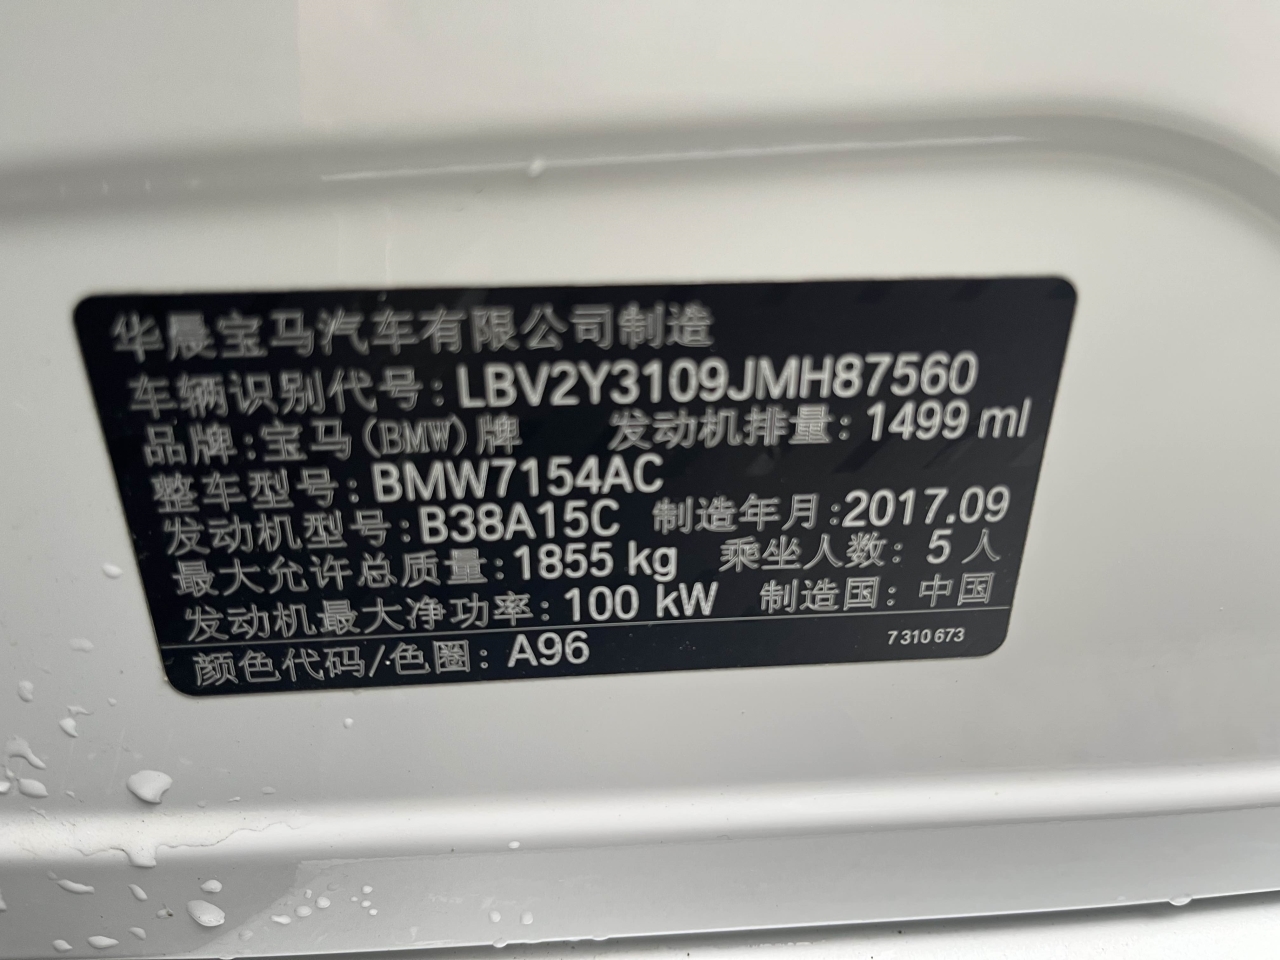 华晨宝马汽车有限公司制造
车辆识别代号: LBV2Y3109JMH87560
品牌: 宝马(BMW)牌 发动机排量: 1499 ml
整车型号: BMW7154AC
发动机型号: B38A15C 制造年月: 2017.09
最大允许总质量: 1855 kg 乘坐人数: 5 人
发动机最大净功率: 100 kW 制造国: 中国
颜色代码/色圈: A96 7 310 673